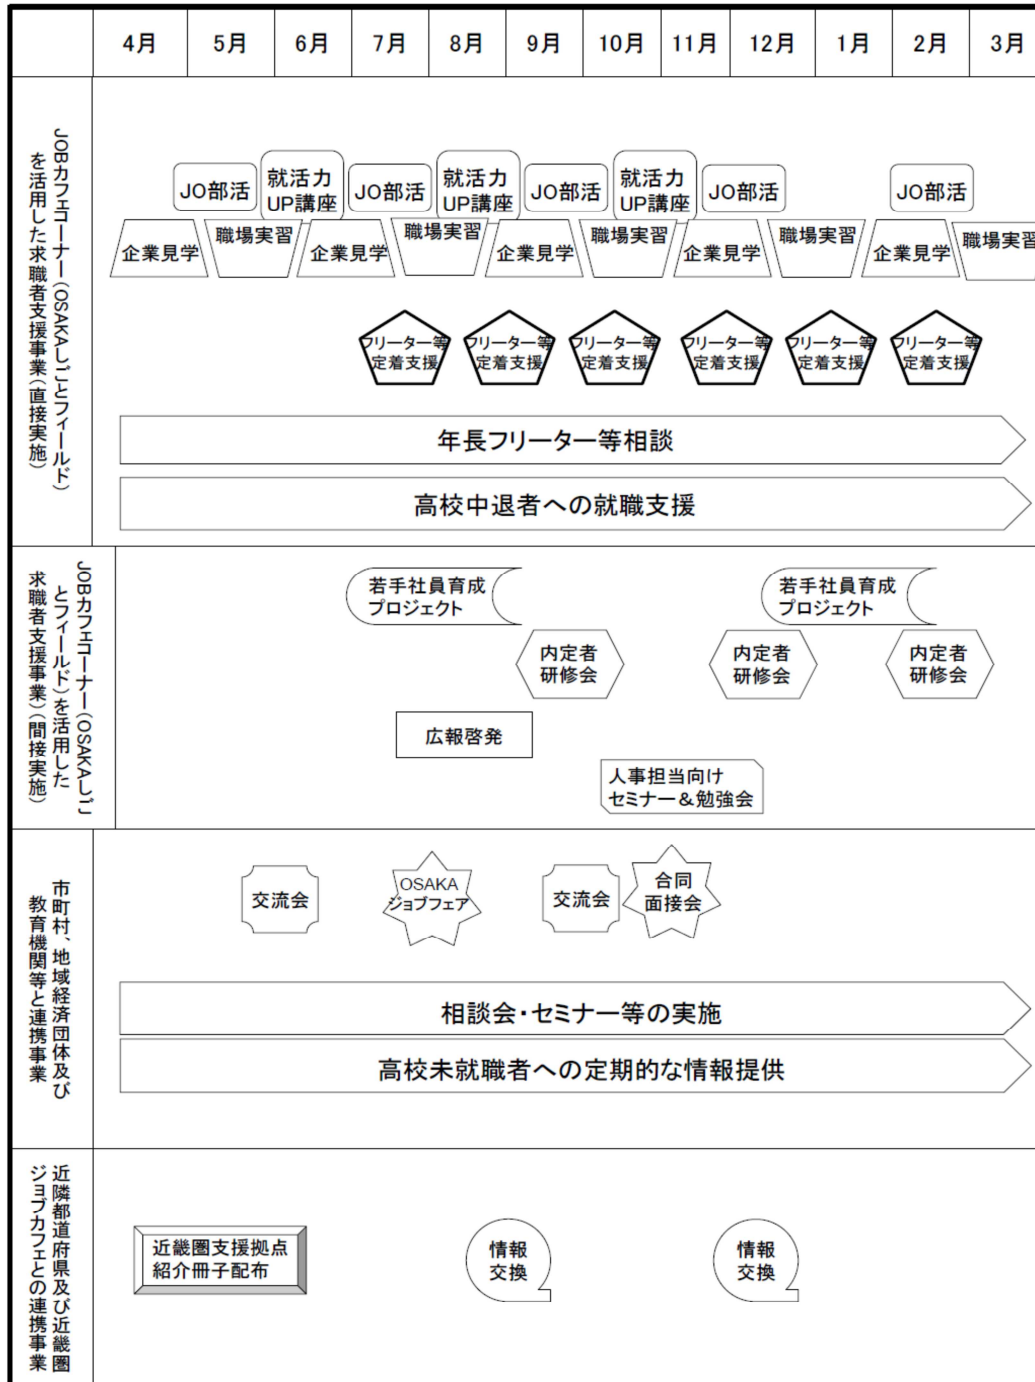 4月 5月 6月 7月 8月 9月 10月 11月 12月 1月 2月 3月
JOBカフェコーナー(OSAKAしごとフィールド)
を活用した求職者支援事業(直接実施)
JO部活
就活力
UP講座
JO部活
就活力
UP講座
JO部活
就活力
UP講座
JO部活
JO部活
企業見学
職場実習
企業見学
職場実習
企業見学
職場実習
企業見学
職場実習
企業見学
職場実習
フリーター等
定着支援
フリーター等
定着支援
フリーター等
定着支援
フリーター等
定着支援
フリーター等
定着支援
フリーター等
定着支援
年長フリーター等相談
高校中退者への就職支援
JOBカフェコーナー(OSAKAしご
とフィールド)を活用した
求職者支援事業)(間接実施)
若手社員育成
プロジェクト
若手社員育成
プロジェクト
内定者
研修会
内定者
研修会
内定者
研修会
広報啓発
人事担当向け
セミナー&勉強会
市町村、地域経済団体及び
教育機関等と連携事業
交流会
OSAKA
ジョブフェア
交流会
合同
面接会
相談会・セミナー等の実施
高校未就職者への定期的な情報提供
近隣都道府県及び近畿圏
ジョブカフェとの連携事業
近畿圏支援拠点
紹介冊子配布
情報
交換
情報
交換